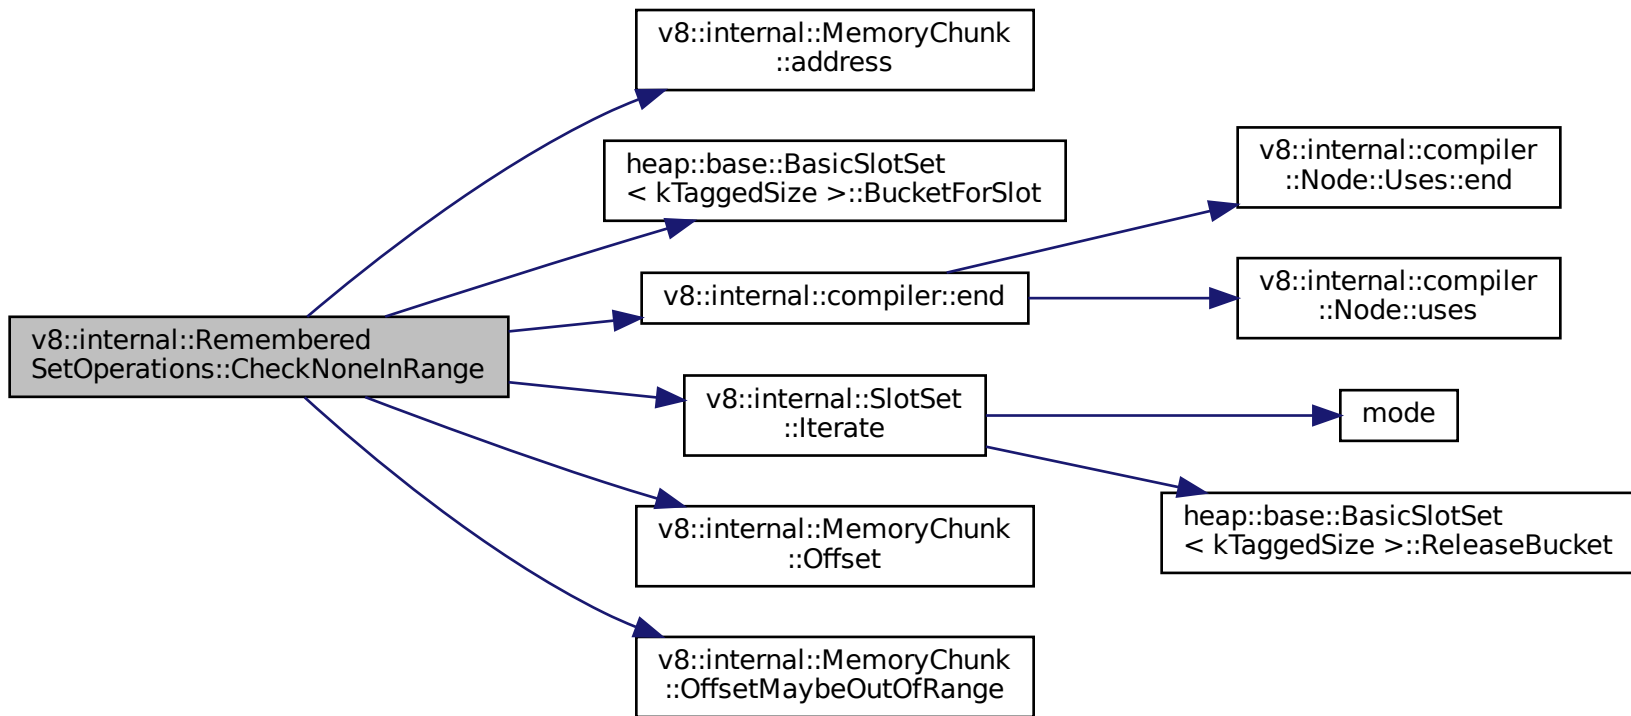 v8::internal::MemoryChunk
::address
heap::base::BasicSlotSet
< kTaggedSize >::BucketForSlot
v8::internal::compiler
::Node::Uses::end
v8::internal::compiler::end
v8::internal::compiler
::Node::uses
v8::internal::Remembered
SetOperations::CheckNoneInRange
v8::internal::SlotSet
::Iterate
mode
v8::internal::MemoryChunk
::Offset
heap::base::BasicSlotSet
< kTaggedSize >::ReleaseBucket
v8::internal::MemoryChunk
::OffsetMaybeOutOfRange